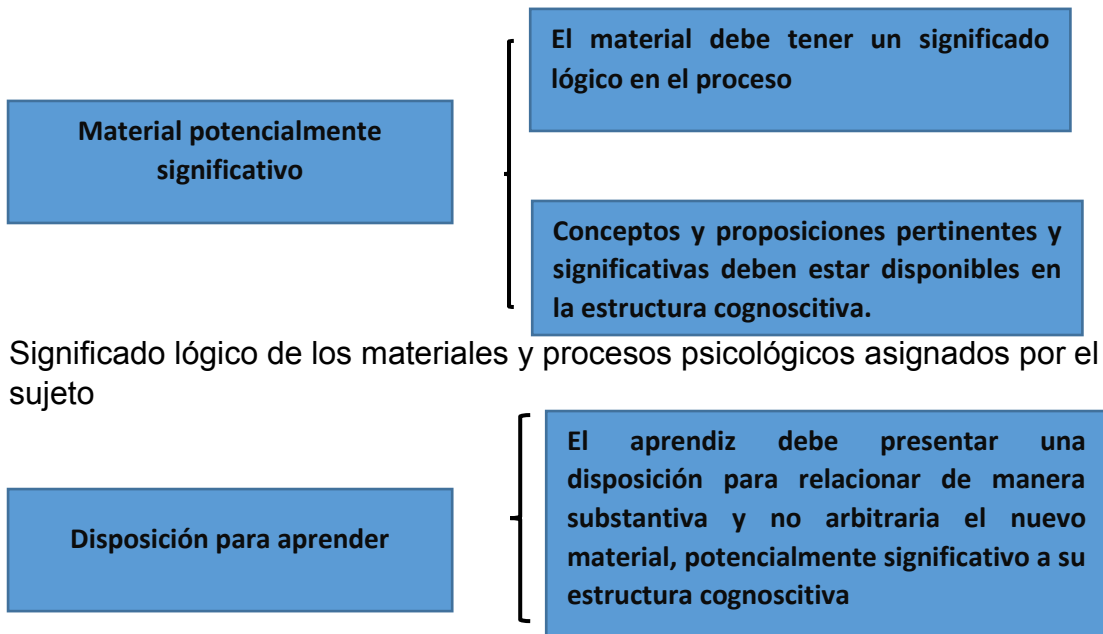 Material potencialmente
significativo
El material debe tener un significado
lógico en el proceso
Conceptos y proposiciones pertinentes y
significativas deben estar disponibles en
la estructura cognoscitiva.
Significado lógico de los materiales y procesos psicológicos asignados por el
sujeto
Disposición para aprender
El aprendiz debe presentar una
disposición para relacionar de manera
substantiva y no arbitraria el nuevo
material, potencialmente significativo a su
estructura cognoscitiva